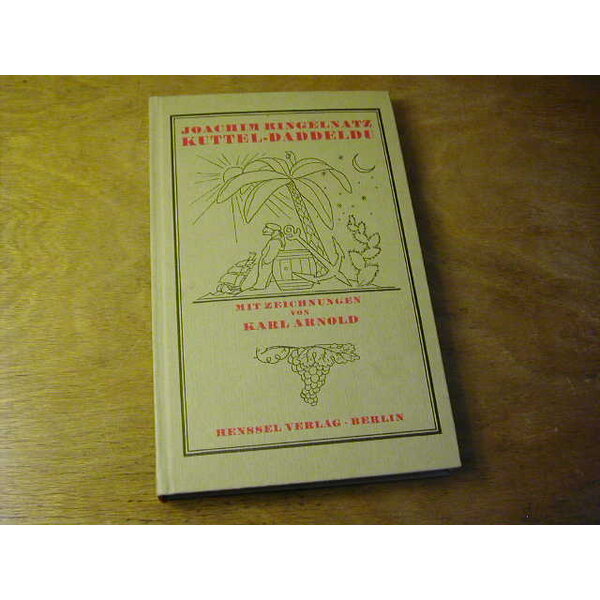 JOACHIM RINGELNATZ
KUTTEL-DADDELDU
MIT ZEICHNUNGEN
VON
KARL ARNOLD
HENSSEL VERLAG · BERLIN